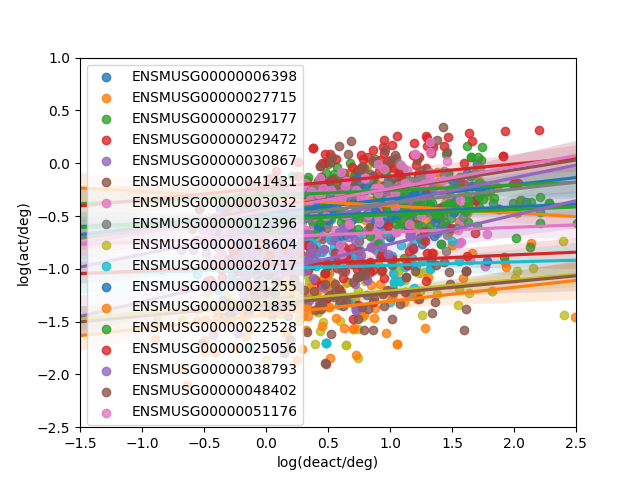 1.0
0.5
0.0
−0.5
−1.0
−1.5
−2.0
−2.5
log(act/deg)
ENSMUSG00000006398
ENSMUSG00000027715
ENSMUSG00000029177
ENSMUSG00000029472
ENSMUSG00000030867
ENSMUSG00000041431
ENSMUSG00000003032
ENSMUSG00000012396
ENSMUSG00000018604
ENSMUSG00000020717
ENSMUSG00000021255
ENSMUSG00000021835
ENSMUSG00000022528
ENSMUSG00000025056
ENSMUSG00000038793
ENSMUSG00000048402
ENSMUSG00000051176
−1.5 −1.0 −0.5 0.0 0.5 1.0 1.5 2.0 2.5
log(deact/deg)